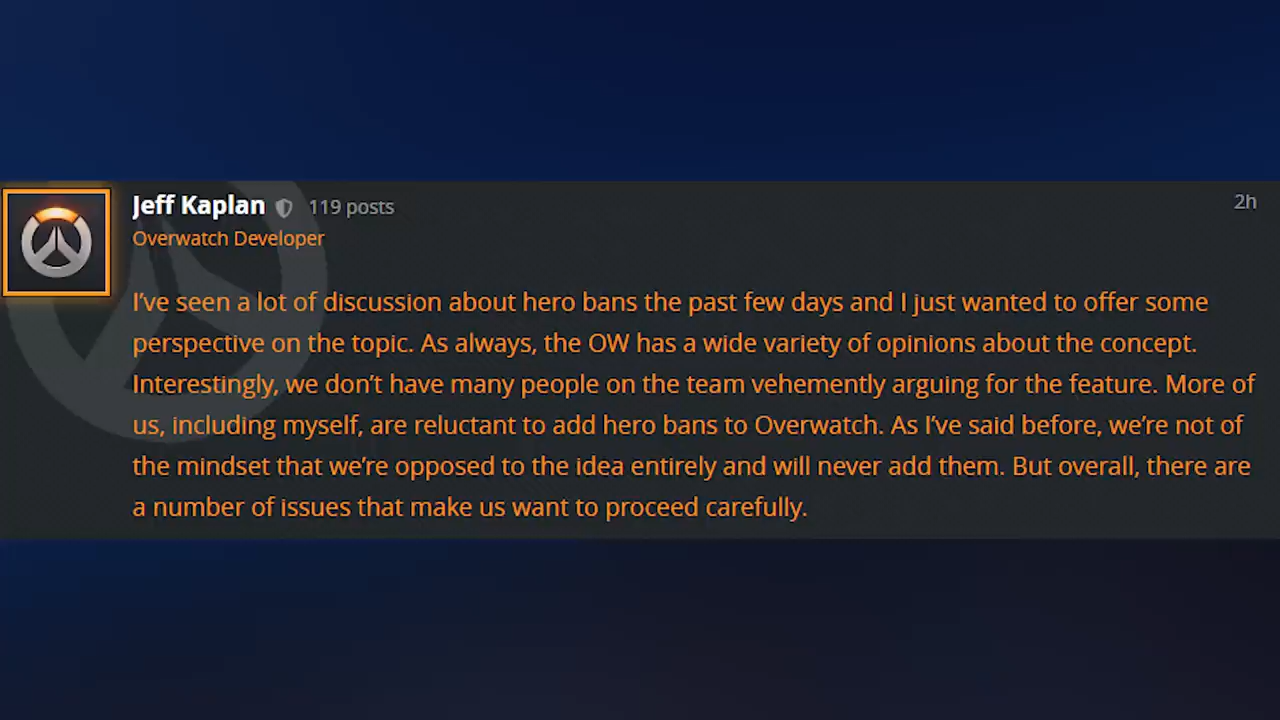 Jeff Kaplan 119 posts 2h
Overwatch Developer
I've seen a lot of discussion about hero bans the past few days and I just wanted to offer some
perspective on the topic. As always, the OW has a wide variety of opinions about the concept.
Interestingly, we don't have many people on the team vehemently arguing for the feature. More of
us, including myself, are reluctant to add hero bans to Overwatch. As I've said before, we're not of
the mindset that we're opposed to the idea entirely and will never add them. But overall, there are
a number of issues that make us want to proceed carefully.